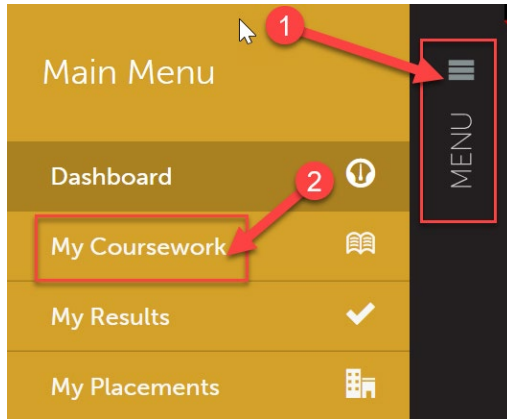 1
Main Menu
MENU
Dashboard
2
My Coursework
My Results
My Placements